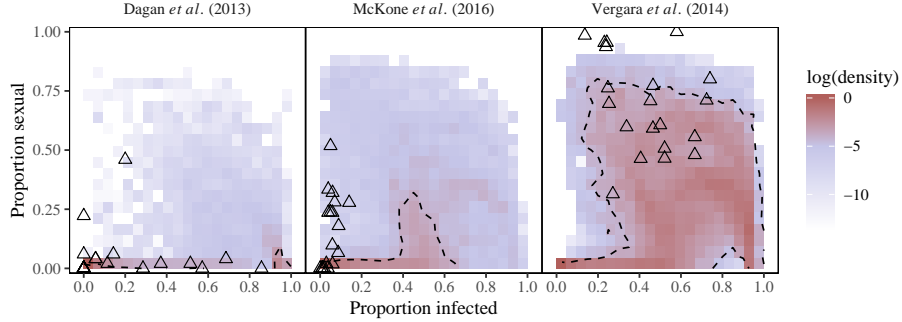 Dagan et al. (2013) McKone et al. (2016) Vergara et al. (2014)
1.00
0.75
0.50
0.25
0.00
Proportion sexual
0.0 0.2 0.4 0.6 0.8 1.0 0.0 0.2 0.4 0.6 0.8 1.0 0.0 0.2 0.4 0.6 0.8 1.0
Proportion infected
log(density)
0
−5
−10